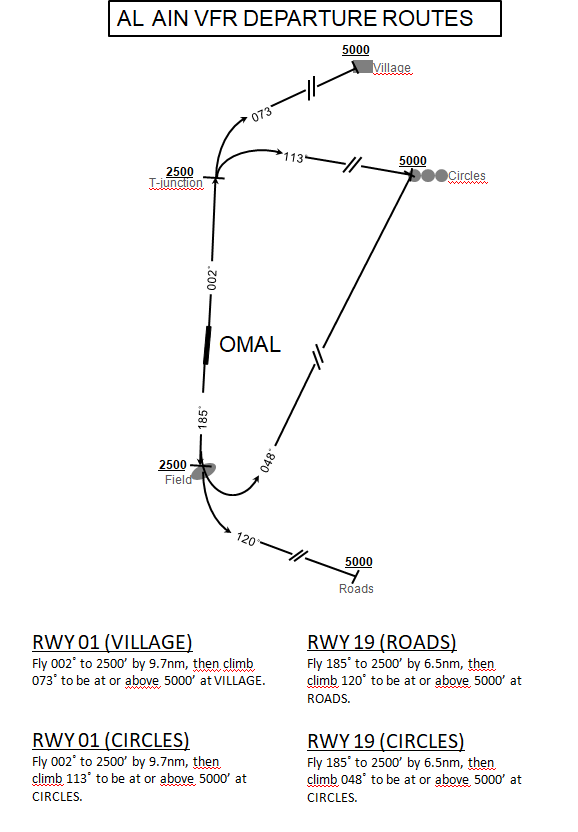 AL AIN VFR DEPARTURE ROUTES
5000
Village
073
113
5000
Circles
2500
T-junction
002°
OMAL
185°
2500
Field
048°
120°
5000
Roads
RWY 01 (VILLAGE)
Fly 002˚ to 2500’ by 9.7nm, then climb
073˚ to be at or above 5000’ at VILLAGE.
RWY 19 (ROADS)
Fly 185˚ to 2500’ by 6.5nm, then
climb 120˚ to be at or above 5000’ at
ROADS.
RWY 01 (CIRCLES)
Fly 002˚ to 2500’ by 9.7nm, then
climb 113˚ to be at or above 5000’ at
CIRCLES.
RWY 19 (CIRCLES)
Fly 185˚ to 2500’ by 6.5nm, then
climb 048˚ to be at or above 5000’ at
CIRCLES.